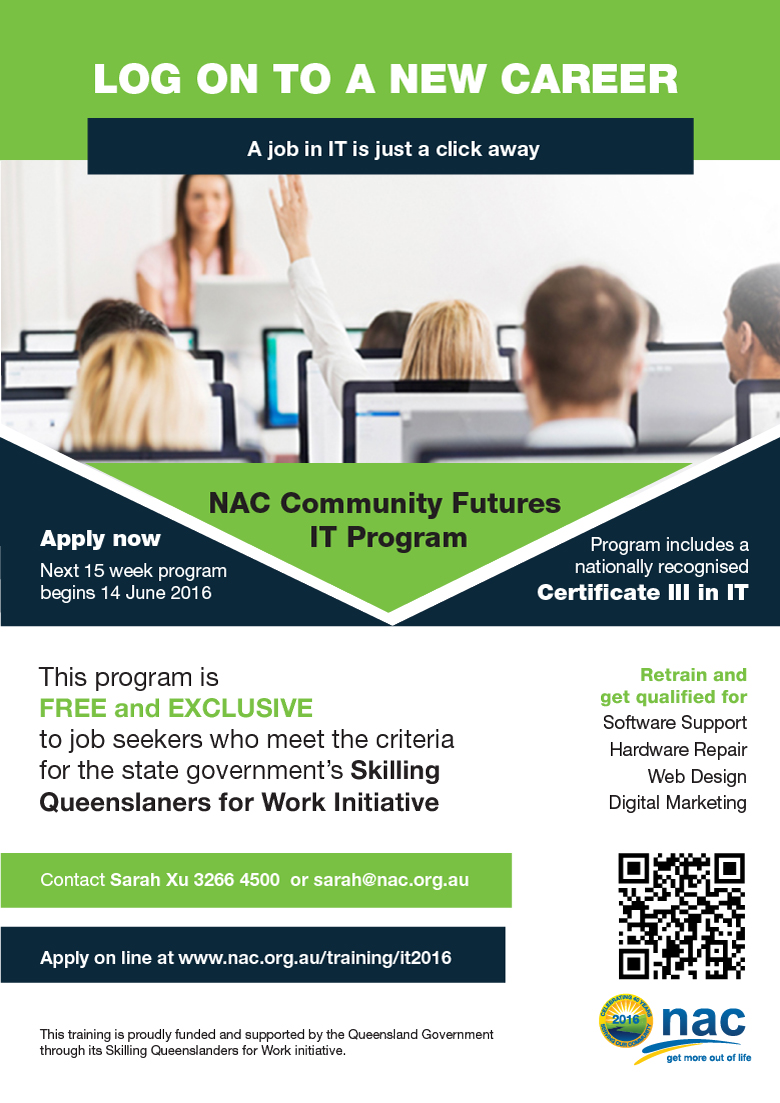 LOG ON TO A NEW CAREER
A job in IT is just a click away
NAC Community Futures
IT Program
Apply now
Next 15 week program
begins 14 June 2016
Program includes a
nationally recognised
Certificate III in IT
This program is
FREE and EXCLUSIVE
to job seekers who meet the criteria
for the state government’s Skilling
Queenslaners for Work Initiative
Retrain and
get qualified for
Software Support
Hardware Repair
Web Design
Digital Marketing
Contact Sarah Xu 3266 4500  or sarah@nac.org.au
Apply on line at www.nac.org.au/training/it2016
This training is proudly funded and supported by the Queensland Government
through its Skilling Queenslanders for Work initiative.
CELEBRATING 40 YEARS
2016
SERVING OUR COMMUNITY
nac
get more out of life